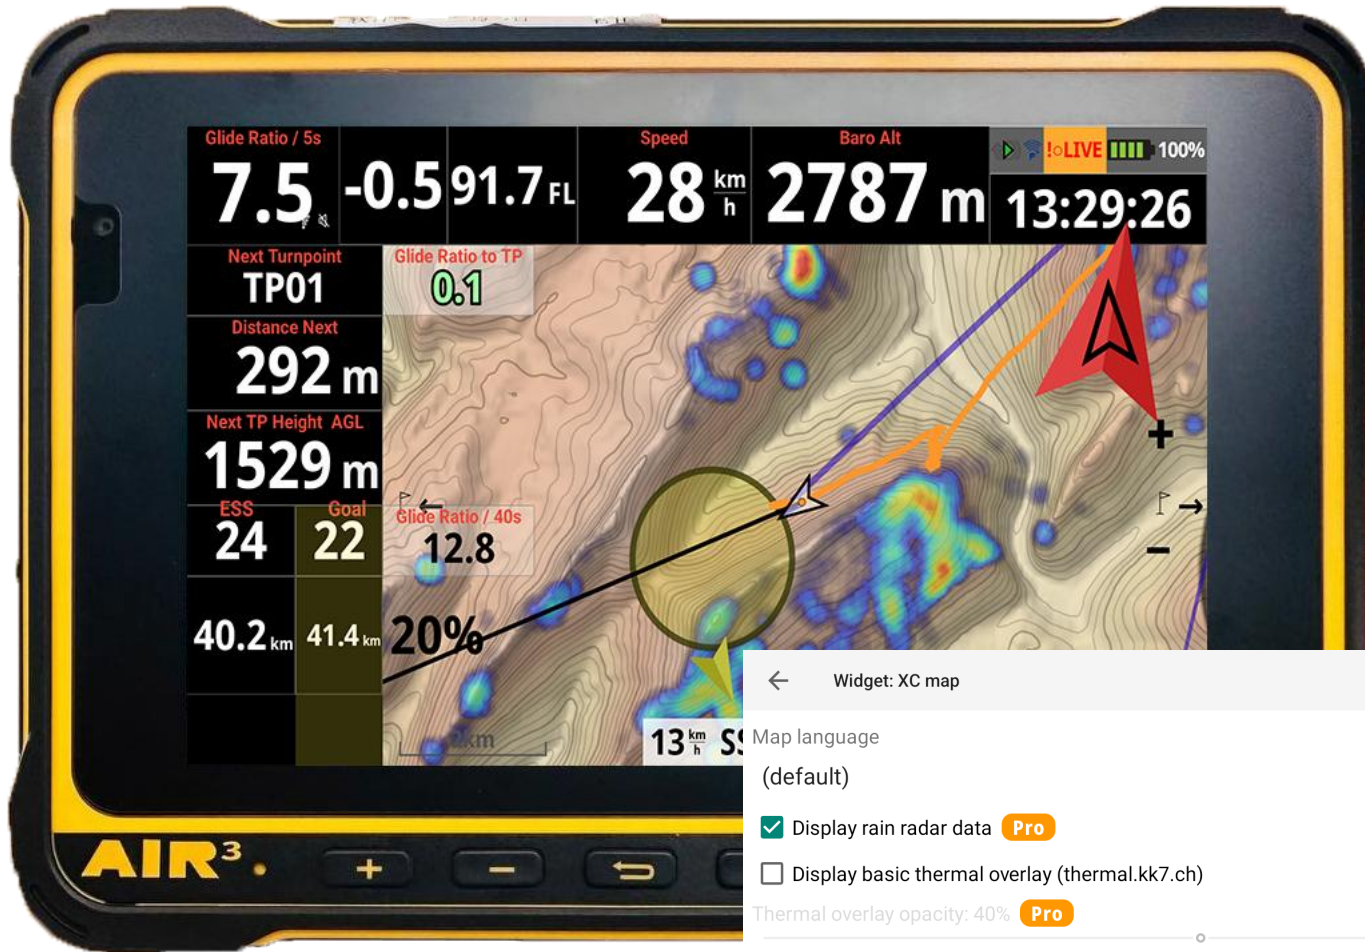 Glide Ratio / 5s
7.5
-0.5
91.7 FL
Speed
28 km/h
Baro Alt
2787 m
!○LIVE
100%
13:29:26
Next Turnpoint
TP01
Glide Ratio to TP
0.1
Distance Next
292 m
Next TP Height AGL
1529 m
ESS
24
Goal
22
Glide Ratio / 40s
12.8
40.2 km
41.4 km
20%
km
13 km/h
+
−
Widget: XC map
Map language
(default)
Display rain radar data Pro
Display basic thermal overlay (thermal.kk7.ch)
Thermal overlay opacity: 40% Pro
AIR³
+
−